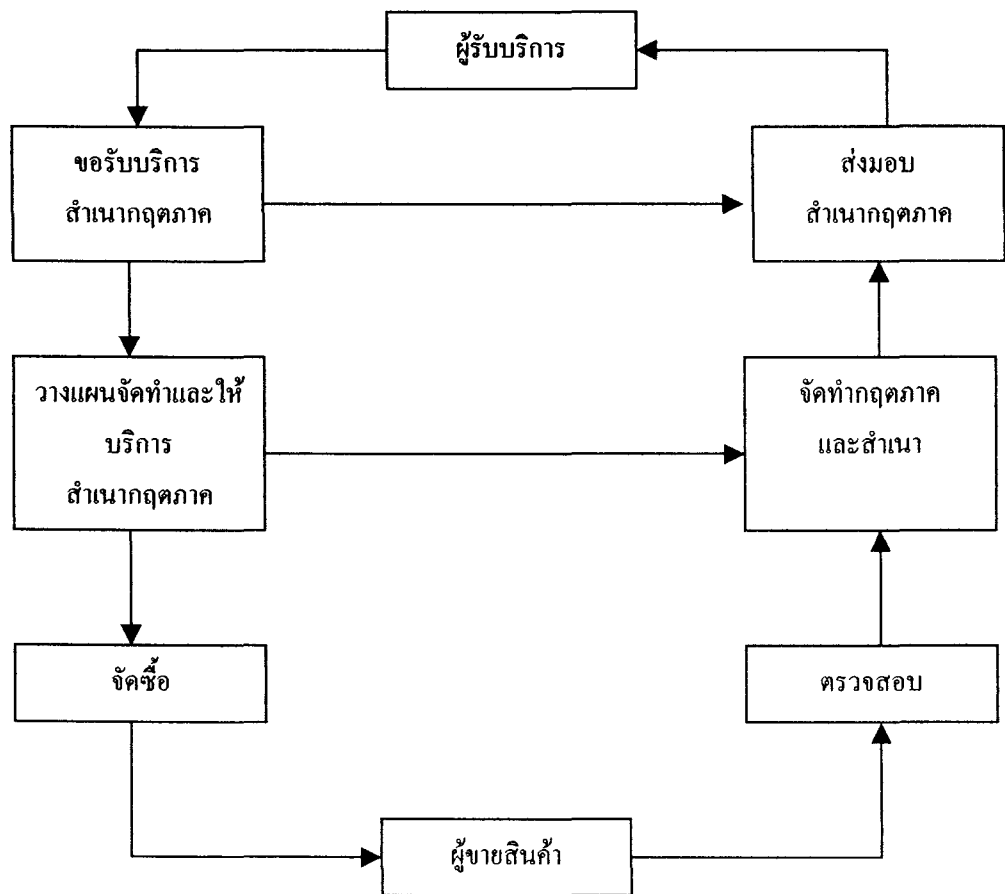 ผู้รับบริการ
ขอรับบริการ
สำเนากฤตภาค
ส่งมอบ
สำเนากฤตภาค
วางแผนจัดทำและให้
บริการ
สำเนากฤตภาค
จัดทำกฤตภาค
และสำเนา
จัดซื้อ
ตรวจสอบ
ผู้ขายสินค้า